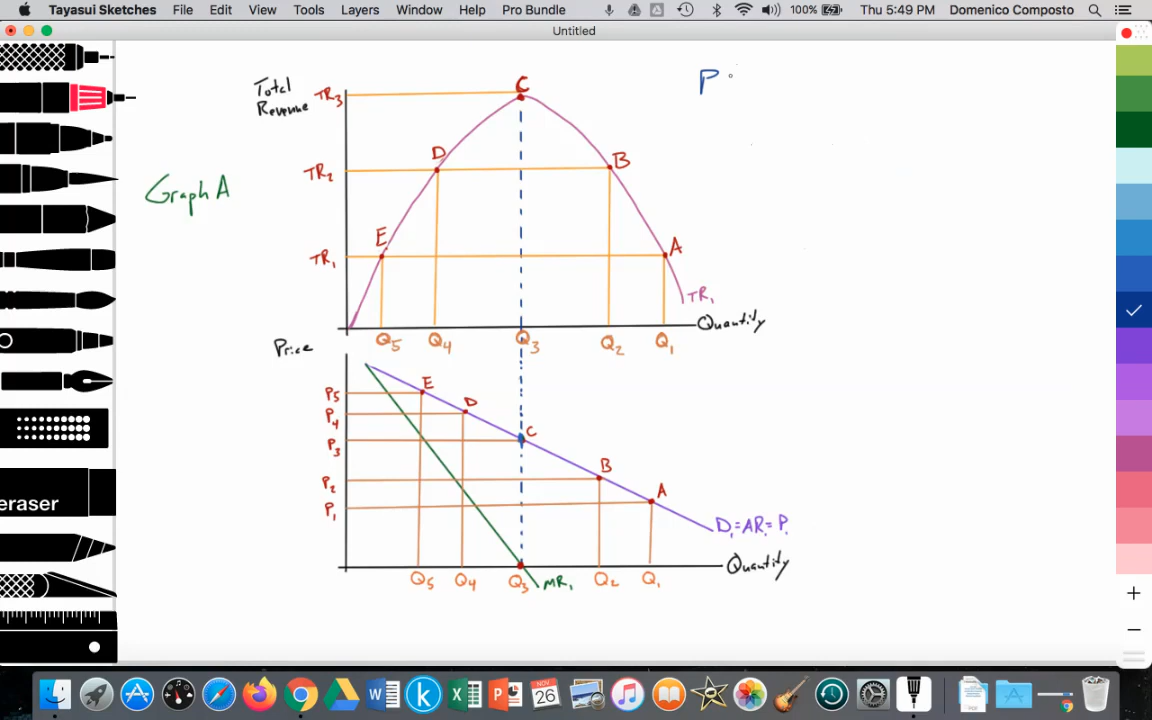 Tayasui Sketches File Edit View Tools Layers Window Help Pro Bundle 100% Thu 5:49 PM Domenico Composto
Untitled
P
Total Revenue
TR3
C
TR2
D
B
Graph A
TR1
E
A
TR1
Quantity
Q5 Q4 Q3 Q2 Q1
Price
P5
E
P4
D
P3
C
P2
B
P1
A
D1=AR1=P1
Quantity
Q5 Q4 Q3 MR1 Q2 Q1
eraser
NOV
26